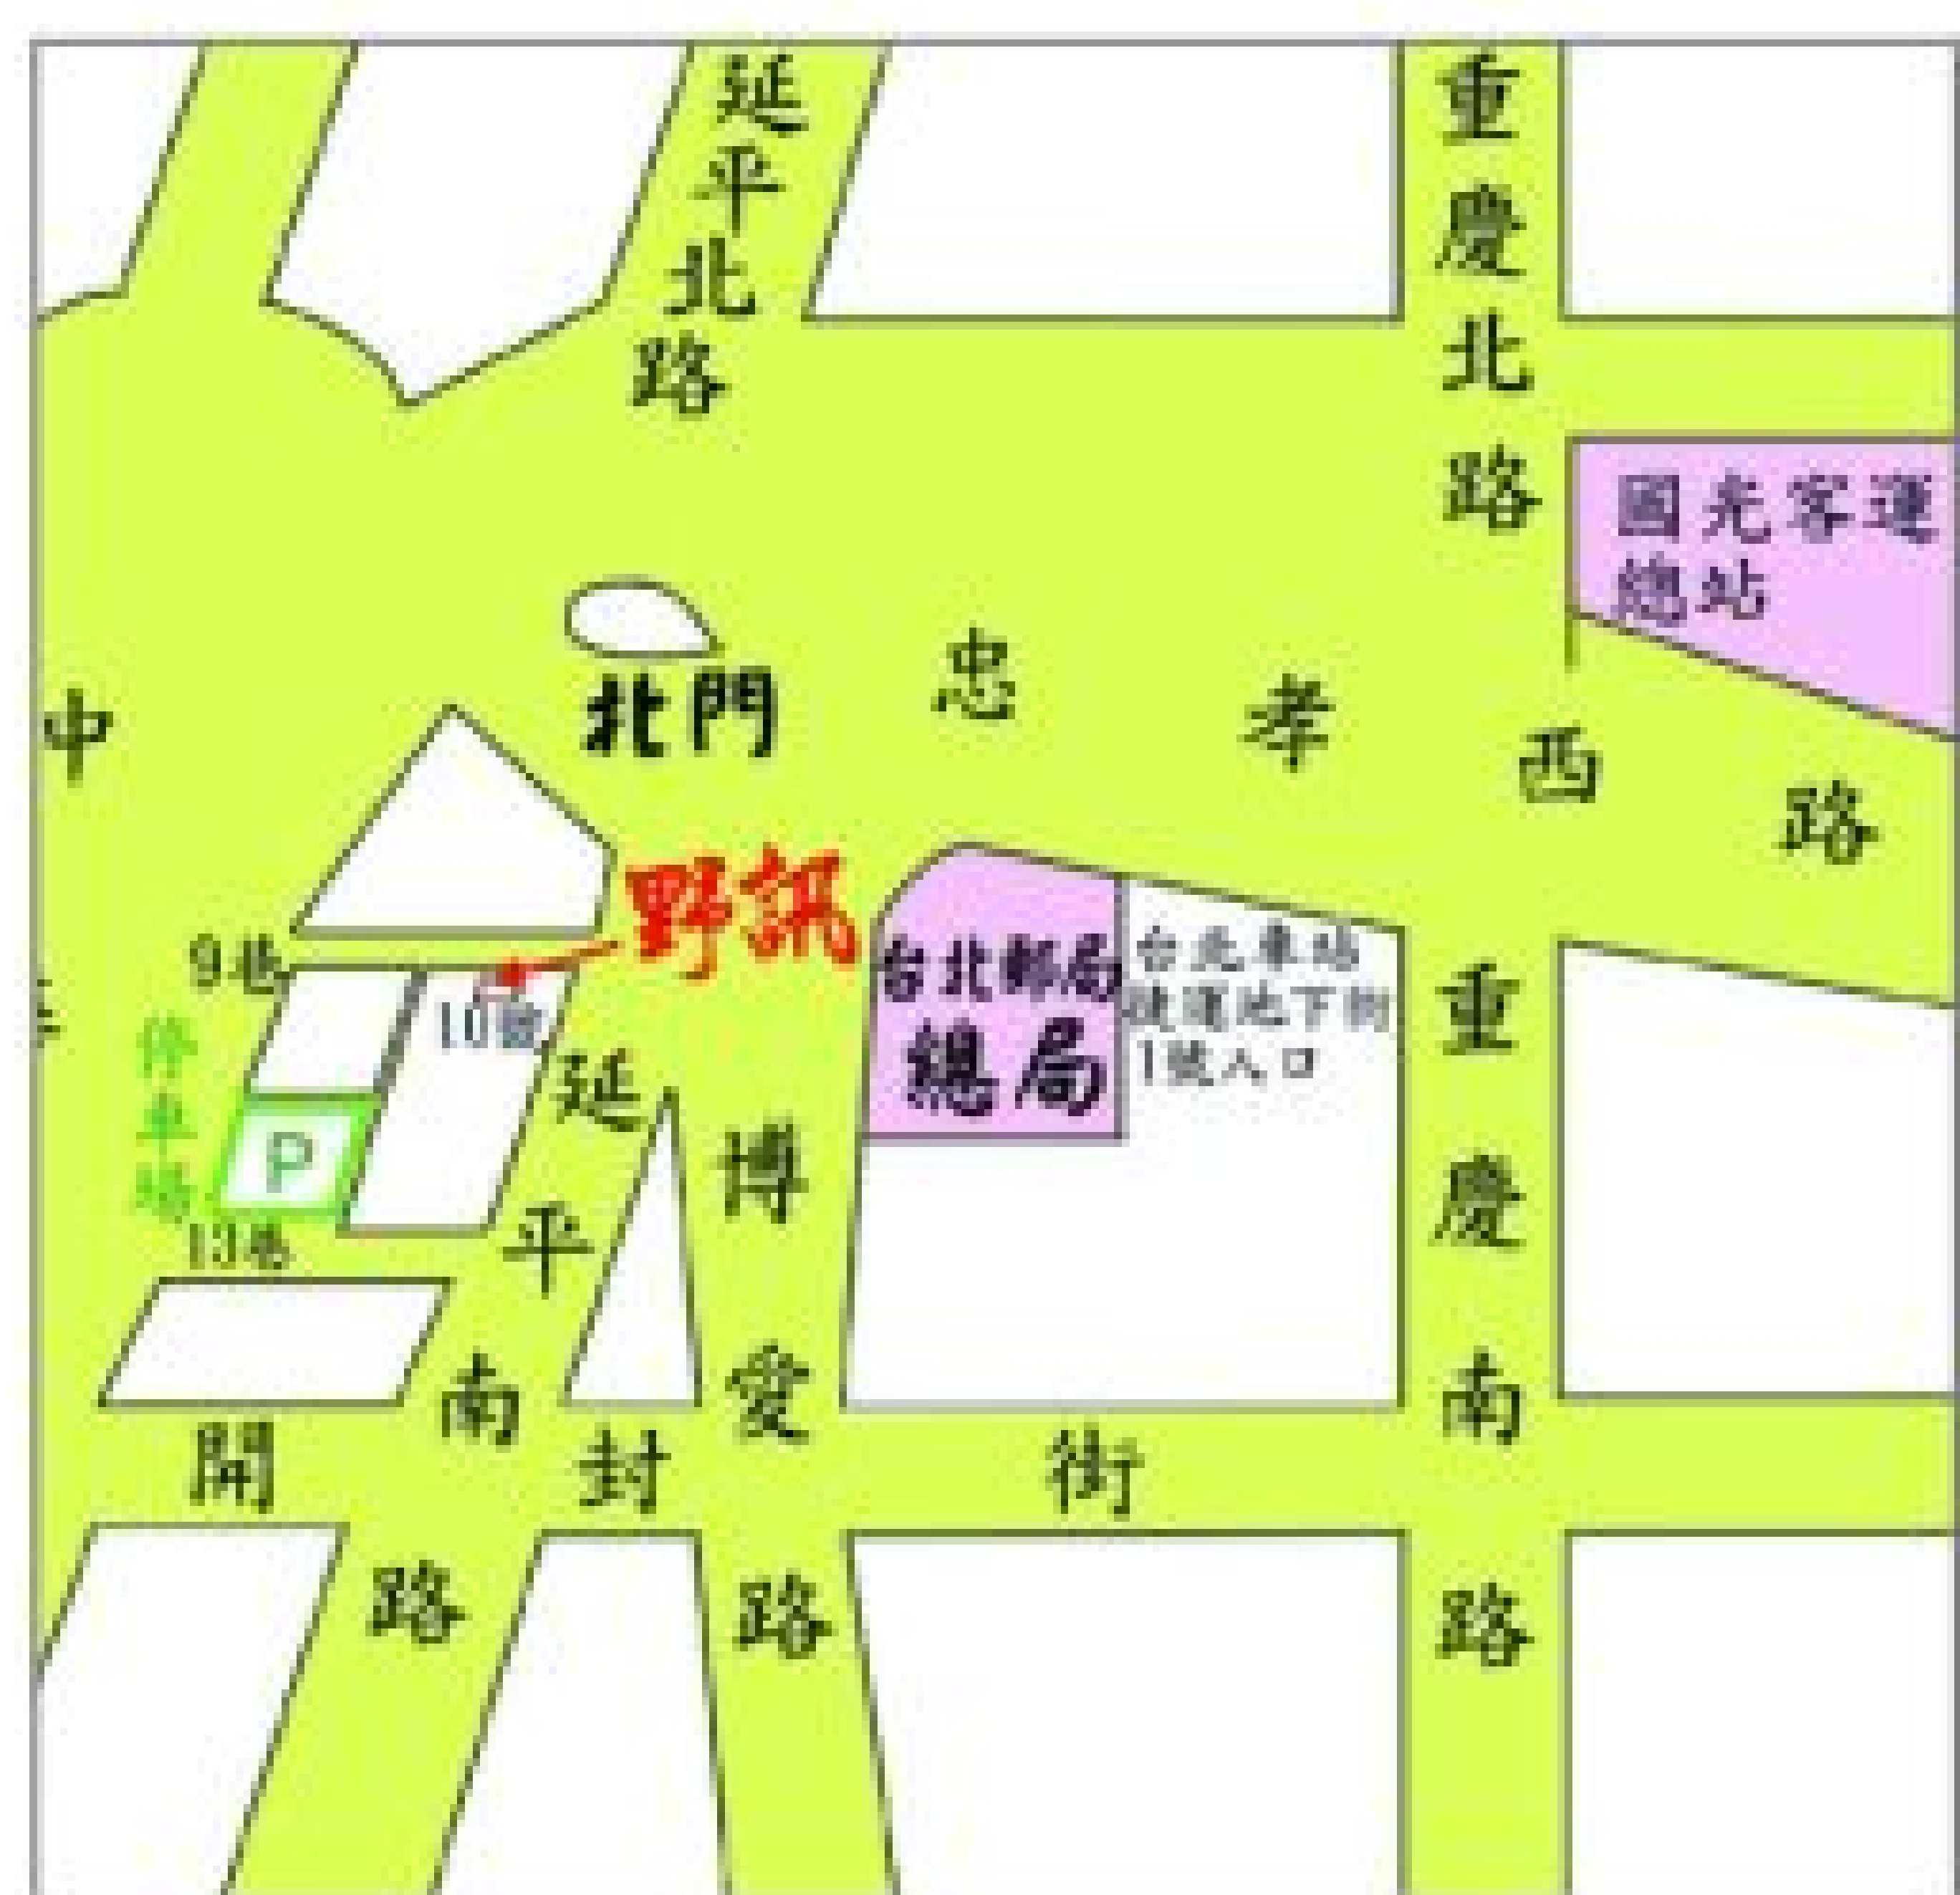 延平北路
重慶北路
國光客運
總站
北門
忠孝西路
中
野訊
9巷
10號
台北郵局
總局
台北車站
捷運地下街
1號入口
停車場
P
13巷
延平南路
博愛路
重慶南路
開封街